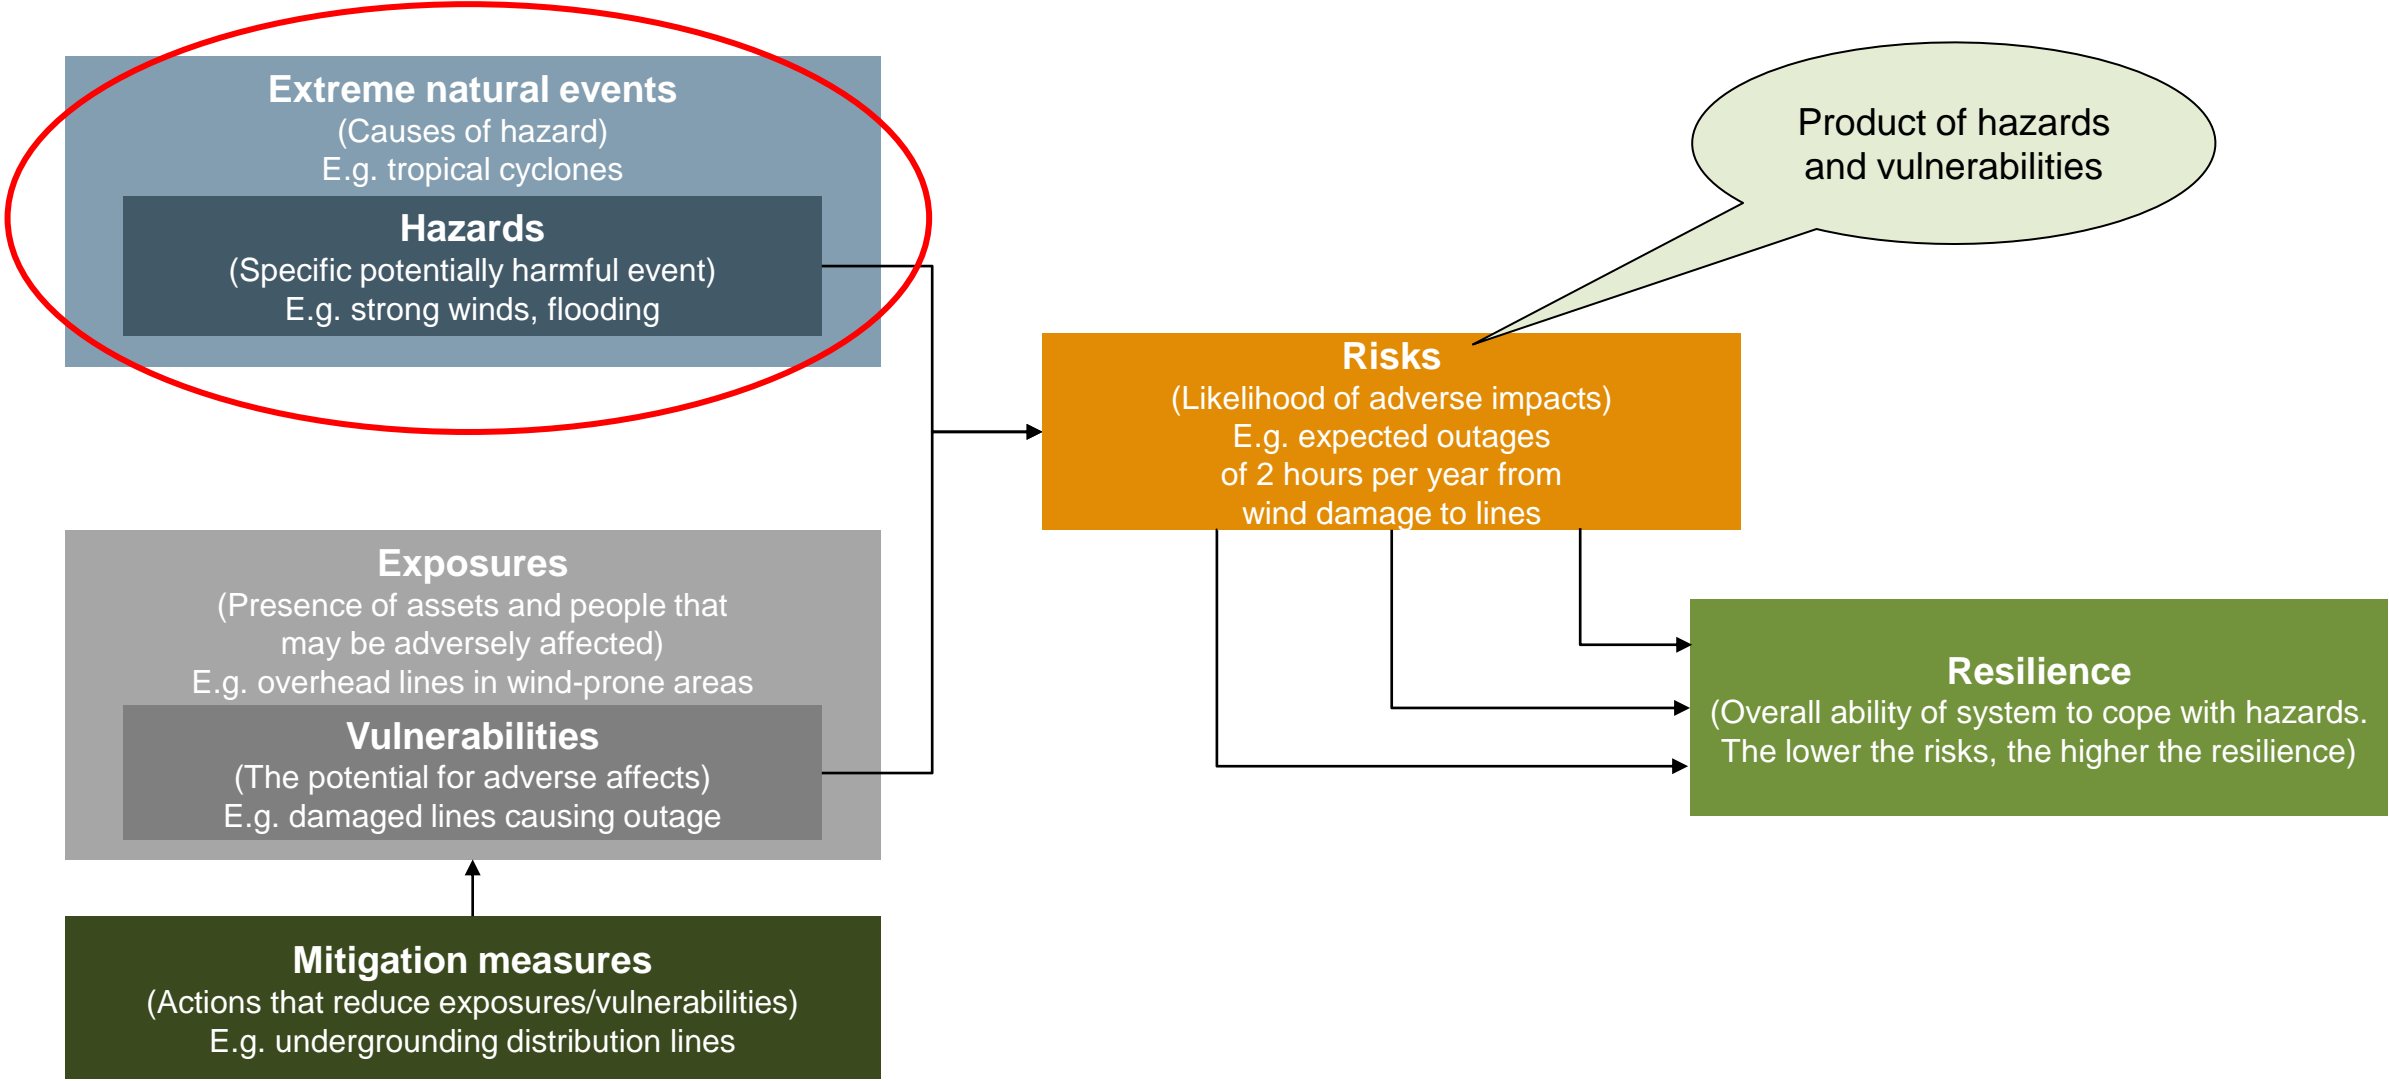 Extreme natural events
(Causes of hazard)
E.g. tropical cyclones
Hazards
(Specific potentially harmful event)
E.g. strong winds, flooding
Product of hazards
and vulnerabilities
Risks
(Likelihood of adverse impacts)
E.g. expected outages
of 2 hours per year from
wind damage to lines
Exposures
(Presence of assets and people that
may be adversely affected)
E.g. overhead lines in wind-prone areas
Vulnerabilities
(The potential for adverse affects)
E.g. damaged lines causing outage
Resilience
(Overall ability of system to cope with hazards.
The lower the risks, the higher the resilience)
Mitigation measures
(Actions that reduce exposures/vulnerabilities)
E.g. undergrounding distribution lines